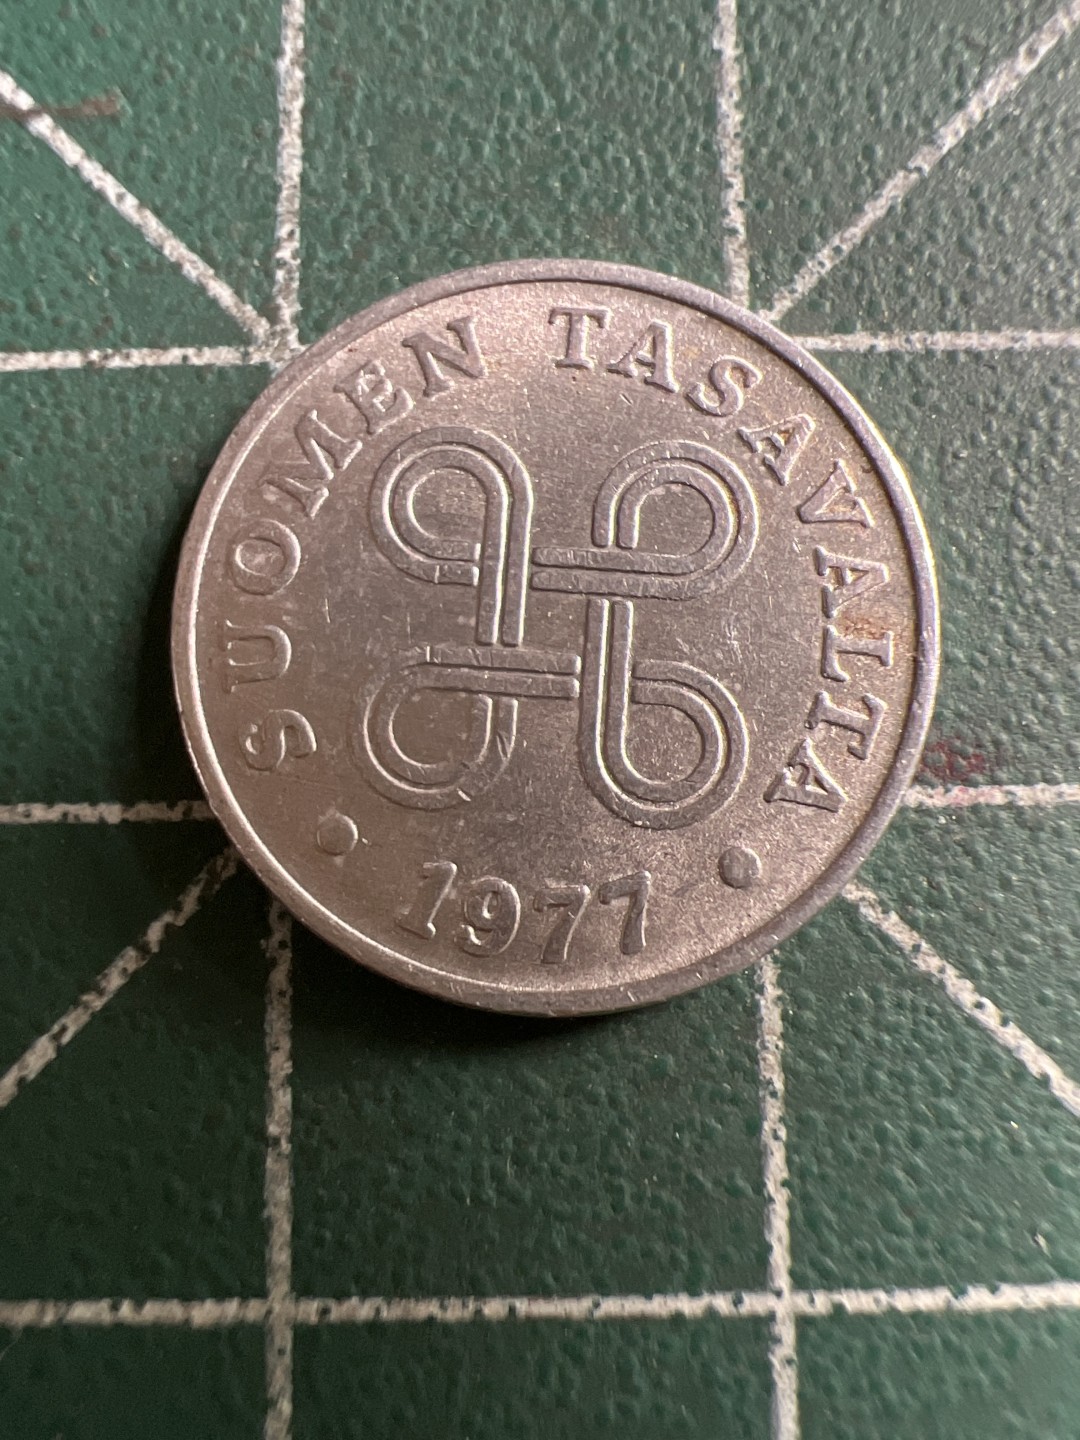 SUOMEN TASAVALTA
• 1977 •